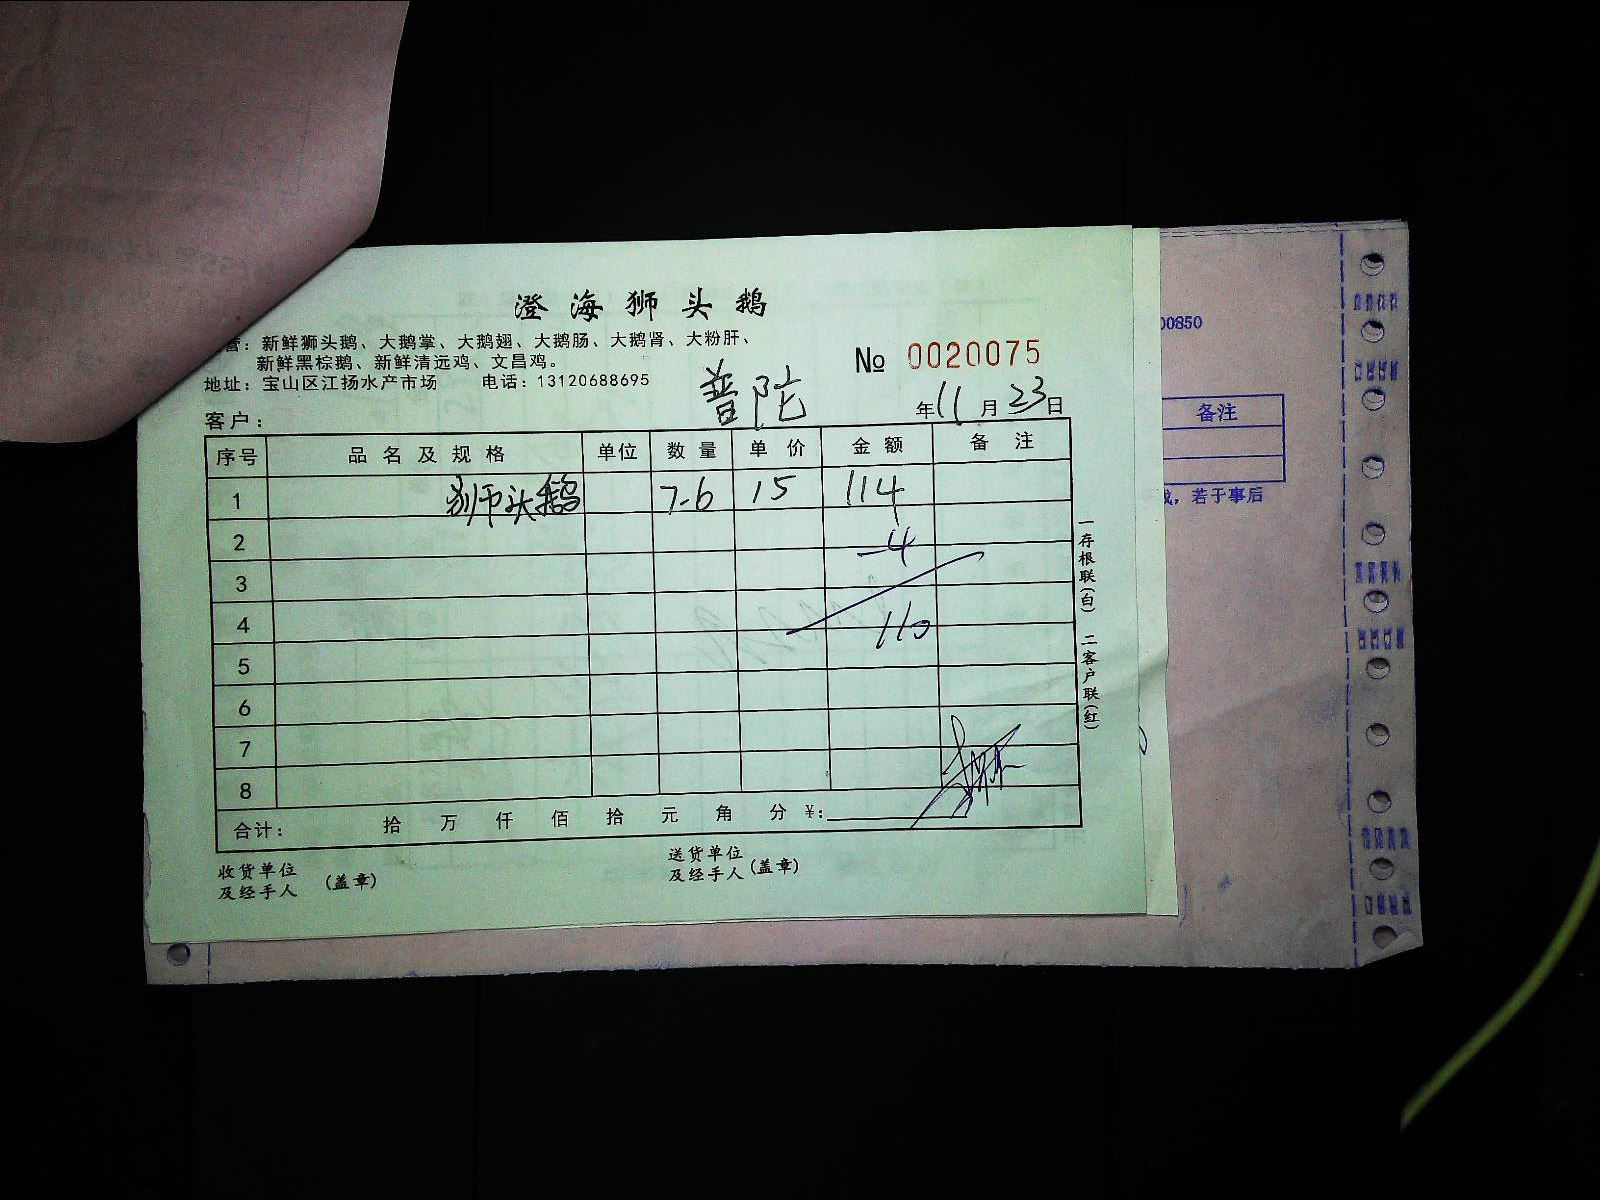 澄海狮头鹅
营：新鲜狮头鹅、大鹅掌、大鹅翅、大鹅肠、大鹅肾、大粉肝、
新鲜黑棕鹅、新鲜清远鸡、文昌鸡。
地址：宝山区江扬水产市场 电话：13120688695
№ 0020075
普陀
客户：
年11月23日
序号 品名及规格 单位 数量 单价 金额 备注
1 狮头鹅 7-6 15 114
2 -4
3
4 110
5
6
7
8
合计： 拾 万 仟 佰 拾 元 角 分 ¥:
收货单位
及经手人 (盖章)
送货单位
及经手人 (盖章)
一存根联(白) 二客户联(红)
00850
备注
，若于事后